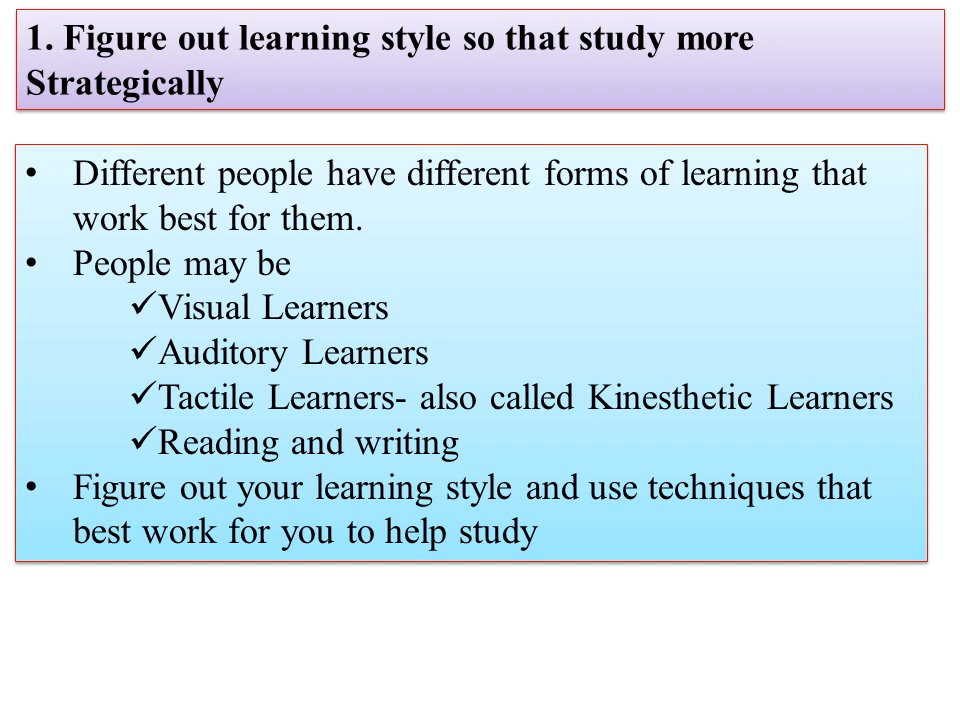 1. Figure out learning style so that study more
Strategically
• Different people have different forms of learning that
work best for them.
• People may be
✓ Visual Learners
✓ Auditory Learners
✓ Tactile Learners- also called Kinesthetic Learners
✓ Reading and writing
• Figure out your learning style and use techniques that
best work for you to help study